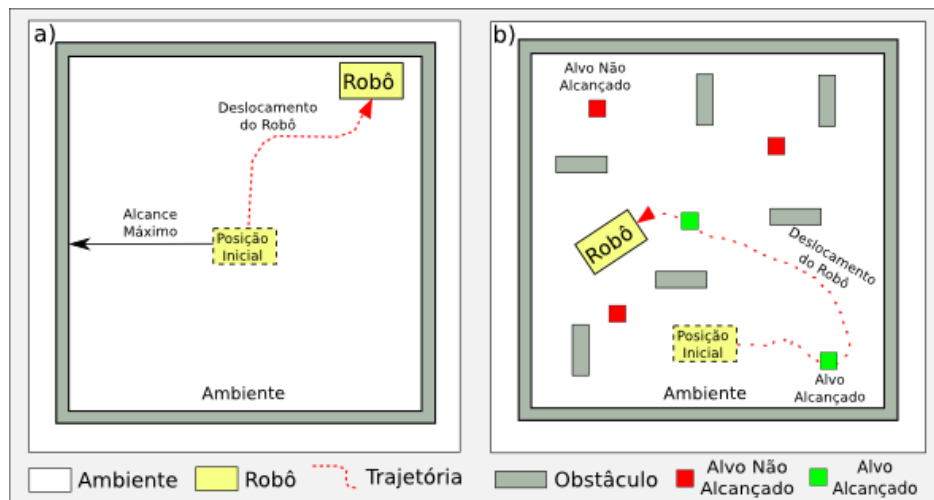 a)
Robô
Deslocamento
do Robô
Alcance
Máximo
Posição
Inicial
Ambiente
b)
Alvo Não
Alcançado
Robô
Deslocamento
do Robô
Posição
Inicial
Ambiente
Alvo
Alcançado
Ambiente
Robô
Trajetória
Obstâculo
Alvo Não
Alcançado
Alvo
Alcançado